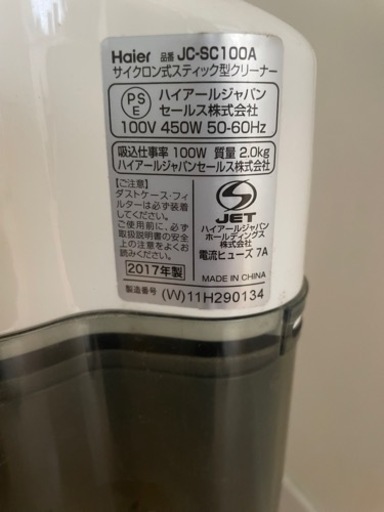 Haier 品番 JC-SC100A
サイクロン式スティック型クリーナー
PS
E
ハイアールジャパン
セールス株式会社
100V 450W 50-60Hz
吸込仕事率 100W 質量 2.0kg
ハイアールジャパンセールス株式会社
【ご注意】
ダストケース・フィ
ルターは必ず装着
してください。
ご使用前に、必ず
取扱説明書の安全
上の注意をよくお
読みください。
2017年製
S
JET
ハイアールジャパン
ホールディングス
株式会社
電流ヒューズ 7A
MADE IN CHINA
製造番号 (W)11H290134